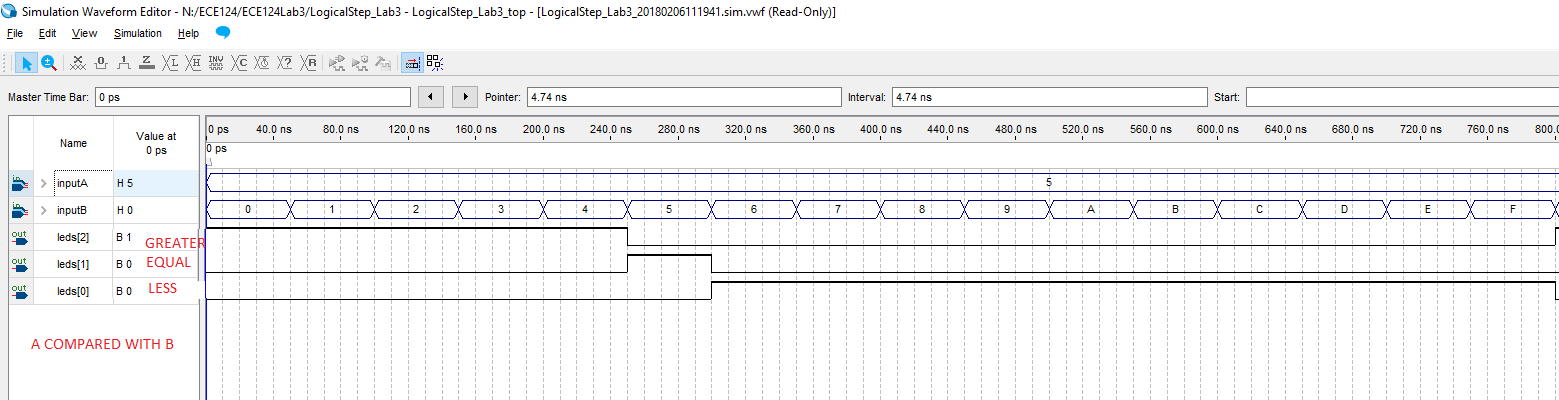 Simulation Waveform Editor - N:/ECE124/ECE124Lab3/LogicalStep_Lab3 - LogicalStep_Lab3_top - [LogicalStep_Lab3_20180206111941.sim.vwf (Read-Only)]
File Edit View Simulation Help
Master Time Bar: 0 ps Pointer: 4.74 ns Interval: 4.74 ns Start:
Name Value at 0 ps
0 ps 40.0 ns 80.0 ns 120.0 ns 160.0 ns 200.0 ns 240.0 ns 280.0 ns 320.0 ns 360.0 ns 400.0 ns 440.0 ns 480.0 ns 520.0 ns 560.0 ns 600.0 ns 640.0 ns 680.0 ns 720.0 ns 760.0 ns 800.0
0 ps
in inputA H 5 5
in inputB H 0 0 1 2 3 4 5 6 7 8 9 A B C D E F
out leds[2] B 1 GREATER
out leds[1] B 0 EQUAL
out leds[0] B 0 LESS
A COMPARED WITH B